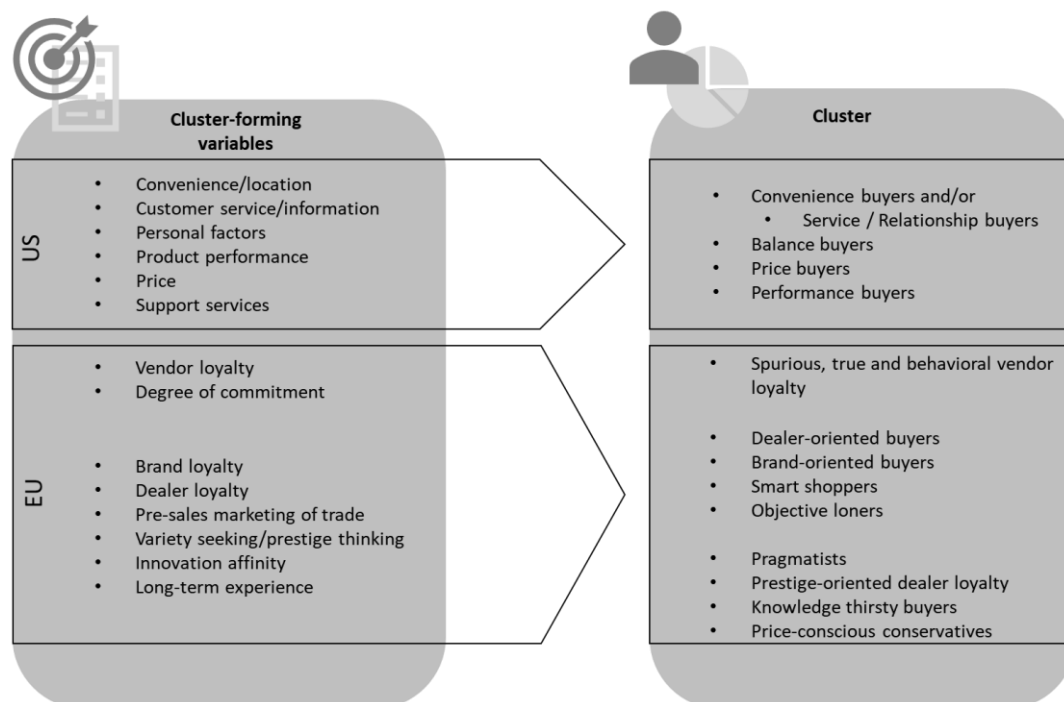 Cluster-forming
variables
Cluster
US
• Convenience/location
• Customer service/information
• Personal factors
• Product performance
• Price
• Support services
• Convenience buyers and/or
• Service / Relationship buyers
• Balance buyers
• Price buyers
• Performance buyers
EU
• Vendor loyalty
• Degree of commitment
• Brand loyalty
• Dealer loyalty
• Pre-sales marketing of trade
• Variety seeking/prestige thinking
• Innovation affinity
• Long-term experience
• Spurious, true and behavioral vendor
loyalty
• Dealer-oriented buyers
• Brand-oriented buyers
• Smart shoppers
• Objective loners
• Pragmatists
• Prestige-oriented dealer loyalty
• Knowledge thirsty buyers
• Price-conscious conservatives